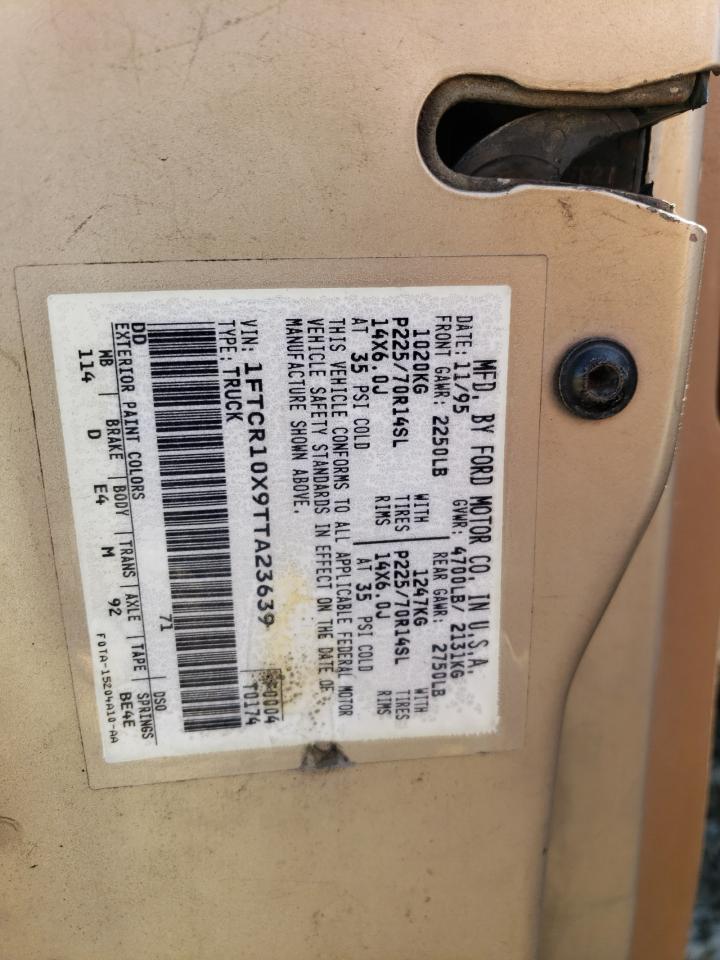 MFD. BY FORD MOTOR CO. IN U.S.A.
DATE: 11/95 GVWR: 4700LB/ 2131KG
FRONT GAWR: 2250LB REAR GAWR: 2750LB
1020KG WITH 1247KG WITH
P225/70R14SL TIRES P225/70R14SL TIRES
14X6.0J RIMS 14X6.0J RIMS
AT 35 PSI COLD AT 35 PSI COLD
THIS VEHICLE CONFORMS TO ALL APPLICABLE FEDERAL MOTOR
VEHICLE SAFETY STANDARDS IN EFFECT ON THE DATE OF
MANUFACTURE SHOWN ABOVE.
VIN: 1FTCR10X9TTA23639
TYPE: TRUCK T0174
71
DD DSO
EXTERIOR PAINT COLORS
WB BRAKE BODY TRANS AXLE TAPE SPRINGS
114 D E4 M 92 BE4E
F0TA-15204A10-AA